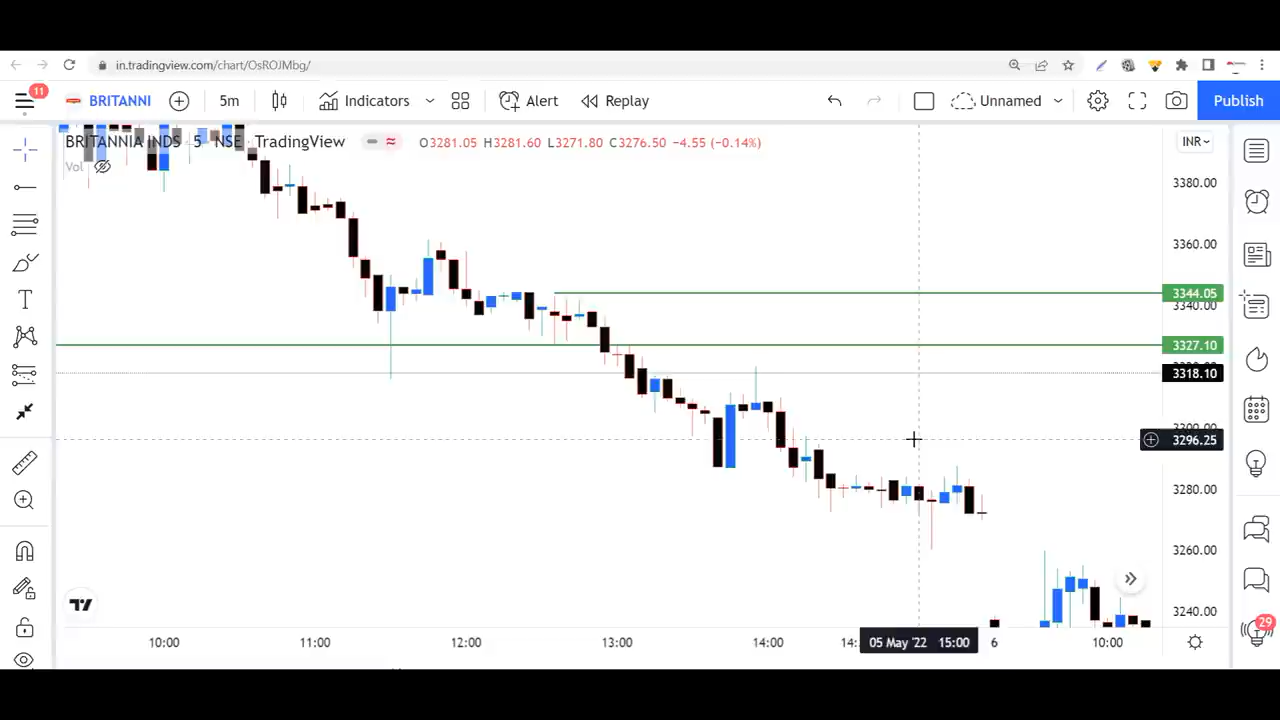 in.tradingview.com/chart/OsROJMbg/
11 BRITANNI 5m Indicators Alert Replay Unnamed Publish
BRITANNIA INDS 5 NSE TradingView O3281.05 H3281.60 L3271.80 C3276.50 −4.55 (−0.14%)
INR
Vol
3380.00
3360.00
3344.05
3340.00
3327.10
3318.10
3300.00
3296.25
3280.00
3260.00
3240.00
29
10:00 11:00 12:00 13:00 14:00 14: 05 May '22 15:00 6 10:00